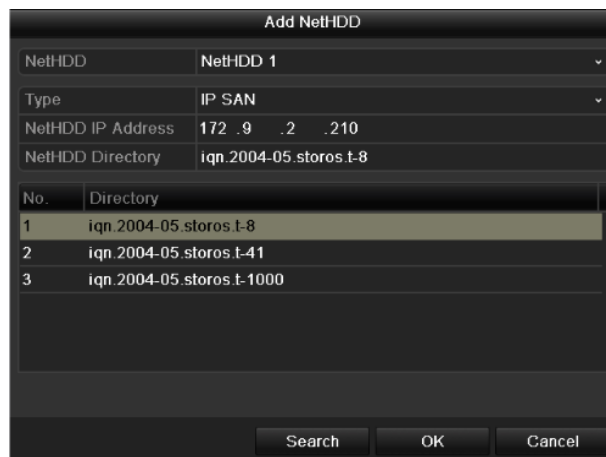 Add NetHDD
NetHDD NetHDD 1
Type IP SAN
NetHDD IP Address 172 .9 .2 .210
NetHDD Directory iqn.2004-05.storos.t-8
No. Directory
1 iqn.2004-05.storos.t-8
2 iqn.2004-05.storos.t-41
3 iqn.2004-05.storos.t-1000
Search OK Cancel